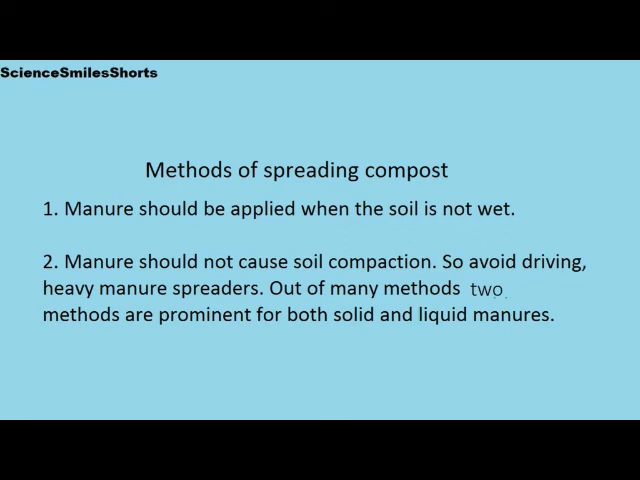 ScienceSmilesShorts
Methods of spreading compost
1. Manure should be applied when the soil is not wet.
2. Manure should not cause soil compaction. So avoid driving,
heavy manure spreaders. Out of many methods two
methods are prominent for both solid and liquid manures.